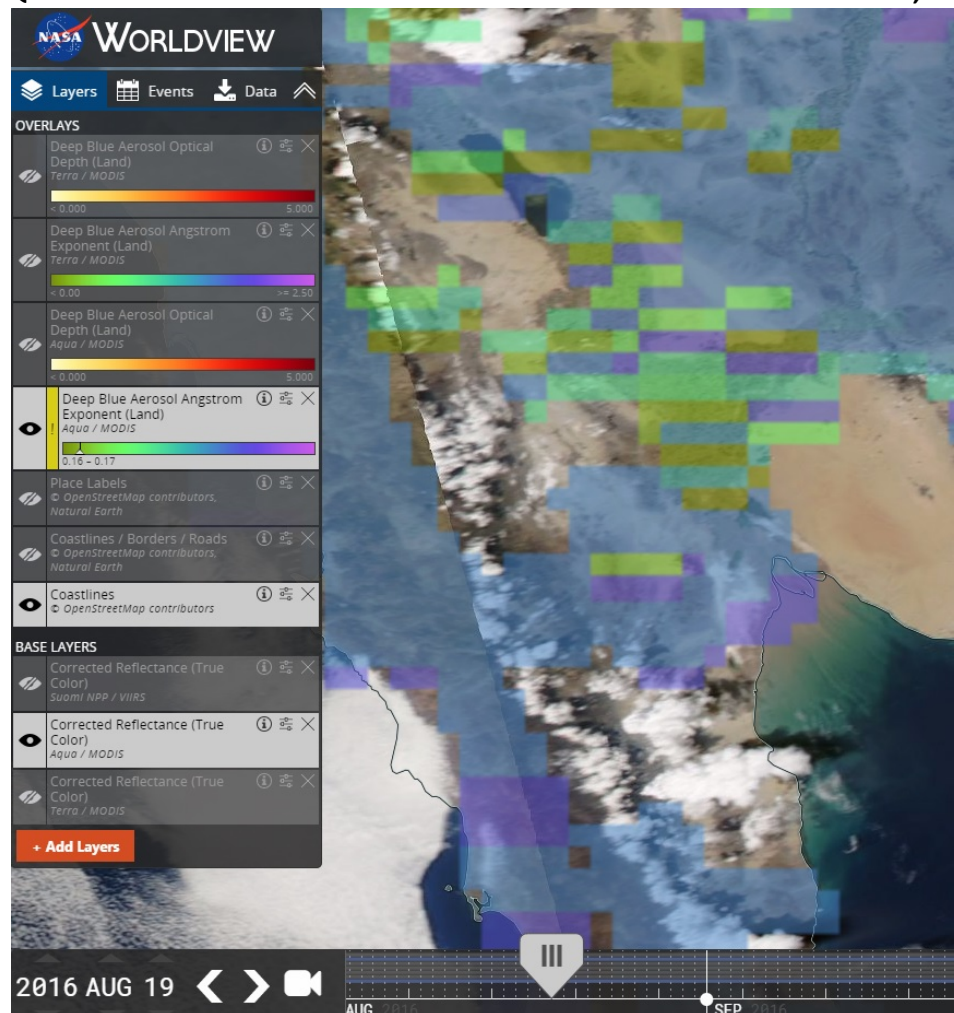 NASA WORLDVIEW
Layers Events Data
OVERLAYS
Deep Blue Aerosol Optical
Depth (Land)
Terra / MODIS
< 0.000 5.000
Deep Blue Aerosol Angstrom
Exponent (Land)
Terra / MODIS
< 0.00 >= 2.50
Deep Blue Aerosol Optical
Depth (Land)
Aqua / MODIS
< 0.000 5.000
Deep Blue Aerosol Angstrom
Exponent (Land)
Aqua / MODIS
0.16 – 0.17
Place Labels
© OpenStreetMap contributors,
Natural Earth
Coastlines / Borders / Roads
© OpenStreetMap contributors,
Natural Earth
Coastlines
© OpenStreetMap contributors
BASE LAYERS
Corrected Reflectance (True
Color)
Suomi NPP / VIIRS
Corrected Reflectance (True
Color)
Aqua / MODIS
Corrected Reflectance (True
Color)
Terra / MODIS
+ Add Layers
2016 AUG 19
AUG 2016 SEP 2016